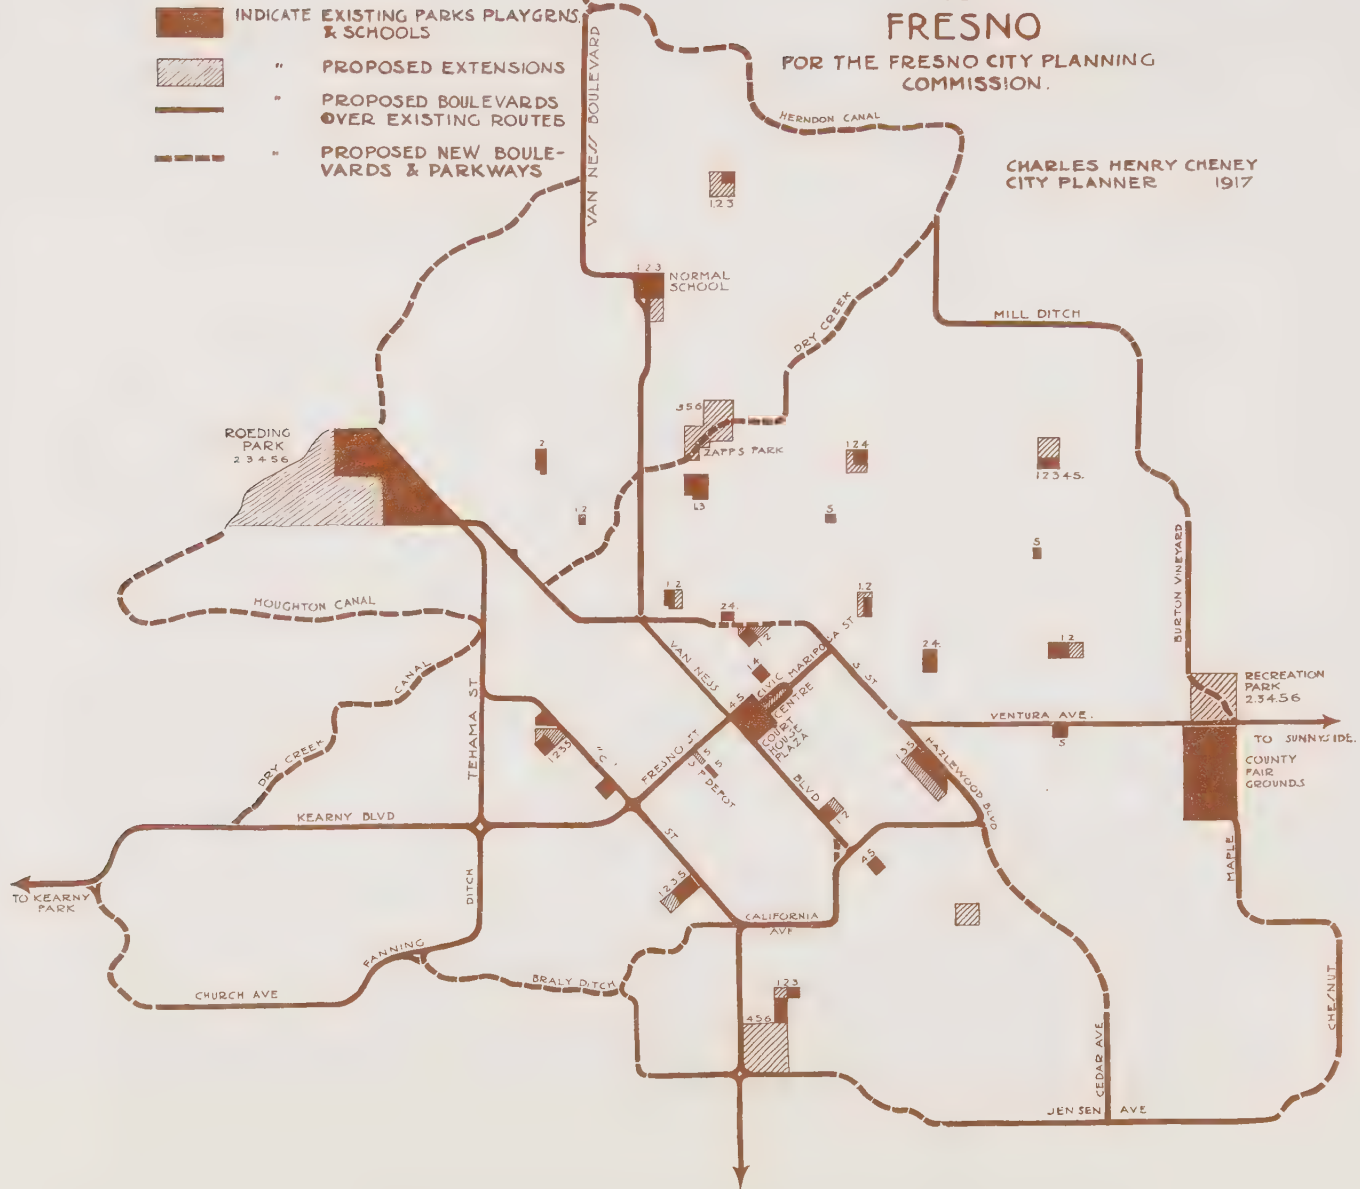 INDICATE EXISTING PARKS PLAYGRNS.
& SCHOOLS
" PROPOSED EXTENSIONS
" PROPOSED BOULEVARDS
OVER EXISTING ROUTES
" PROPOSED NEW BOULE-
VARDS & PARKWAYS
FRESNO
FOR THE FRESNO CITY PLANNING
COMMISSION.
CHARLES HENRY CHENEY
CITY PLANNER 1917
VAN NESS BOULEVARD
HERNDON CANAL
1.2.3
1 2 3
NORMAL
SCHOOL
MILL DITCH
DRY CREEK
3 5 6
ZAPPS PARK
ROEDING
PARK
2 3 4 5 6
2
1 2 4
1 2 3 4 5.
1.3
1.2
5
5
BURTON VINEYARD
HOUGHTON CANAL
1 2
2 4.
1.2
1 2
MARIPOSA ST
S ST
2 4.
1 2
VAN NESS
1 4
CANAL
TEHAMA ST
4 5
CIVIC
CENTRE
COURT
HOUSE
PLAZA
RECREATION
PARK
2.3.4.5.6
VENTURA AVE.
5
TO SUNNYSIDE.
1 2 3 5
"C"
FRESNO ST
5
5
S P DEPOT
1 3 5
HAZLEWOOD BLVD
COUNTY
FAIR
GROUNDS
DRY CREEK
BLVD
1 2
KEARNY BLVD
ST
4 5
MAPLE
TO KEARNY
PARK
DITCH
1 2 3 5
CALIFORNIA
AVE
FANNING
CHURCH AVE
BRALY DITCH
1 2 3
4 5 6
CHESNUT
CEDAR AVE
JENSEN AVE